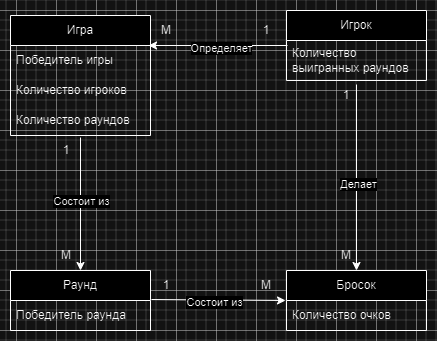 Игра
М
1
Игрок
Определяет
Победитель игры
Количество игроков
Количество раундов
Количество
выигранных раундов
1
1
Состоит из
Делает
М
М
Раунд
1
М
Бросок
Состоит из
Победитель раунда
Количество очков